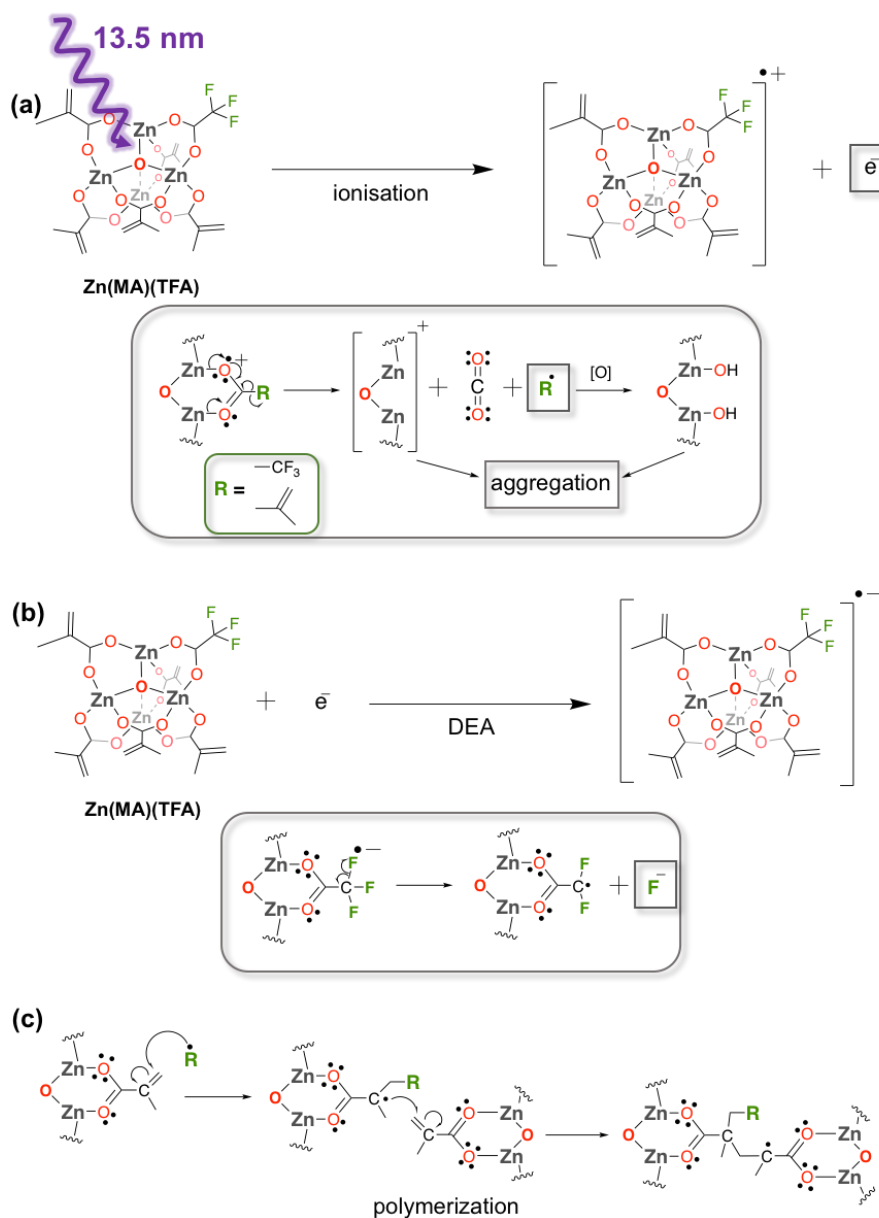 13.5 nm
(a)
O Zn O F F F
O O O
Zn O Zn
Zn O
O O O O
O O
Zn(MA)(TFA)
ionisation
•+
O Zn O F F F
O O O
Zn O Zn
Zn O
O O O O
O O
+ e−
Zn O +
O C R
Zn O
+
Zn
O
Zn
+
O
C
O
+
R
[O]
Zn OH
O
Zn OH
R =
—CF3
aggregation
(b)
O Zn O F F F
O O O
Zn O Zn
Zn O
O O O O
O O
Zn(MA)(TFA)
+ e−
DEA
•−
O Zn O F F F
O O O
Zn O Zn
Zn O
O O O O
O O
•−
Zn O F
O C F
Zn O F
Zn O F
O C F
Zn O F
+ F−
(c)
Zn O
O C
Zn O
R
Zn O R
O C
Zn O
C O Zn
O
O Zn
polymerization
Zn O R
O C C
Zn O
O Zn
O
O Zn